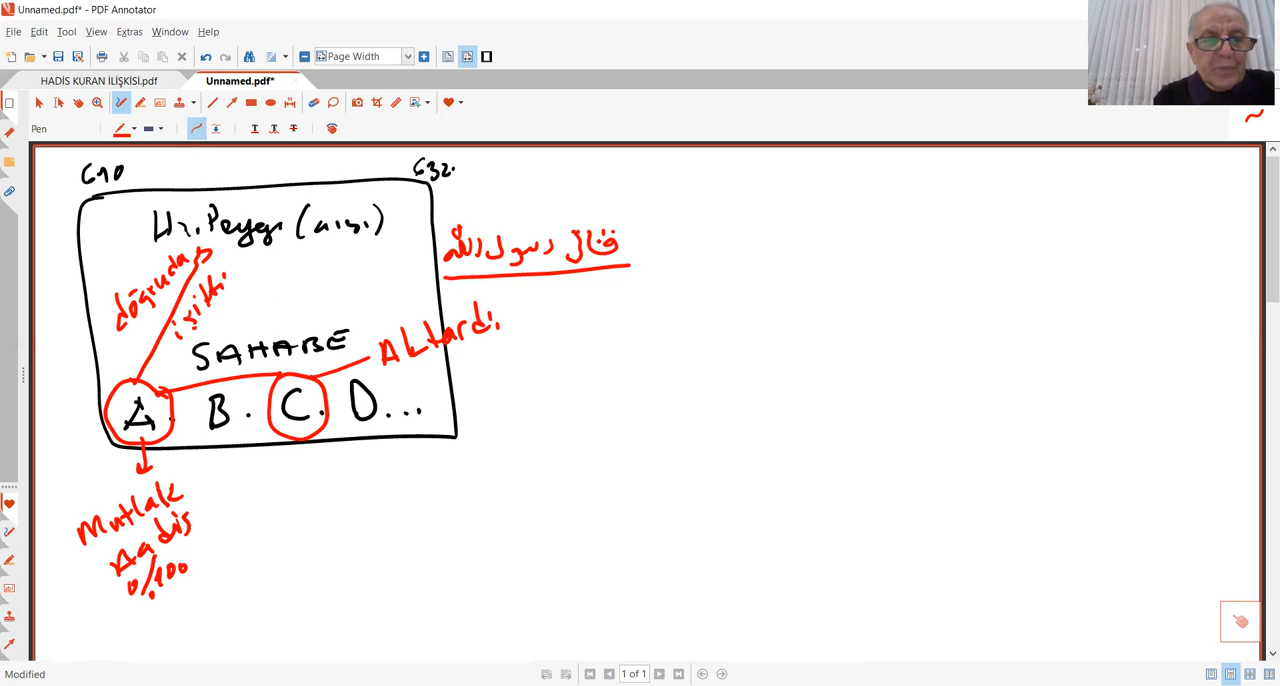 Unnamed.pdf* - PDF Annotator
File Edit Tool View Extras Window Help
Page Width
HADİS KURAN İLİŞKİSİ.pdf
Unnamed.pdf*
Pen
610
632.
Hz. Peyg (a.s.)
قال رسول الله
doğrudan
işitti
SAHABE
Aktardı
A. B. C. D...
Mutlak
Hadis
%100
1 of 1
Modified